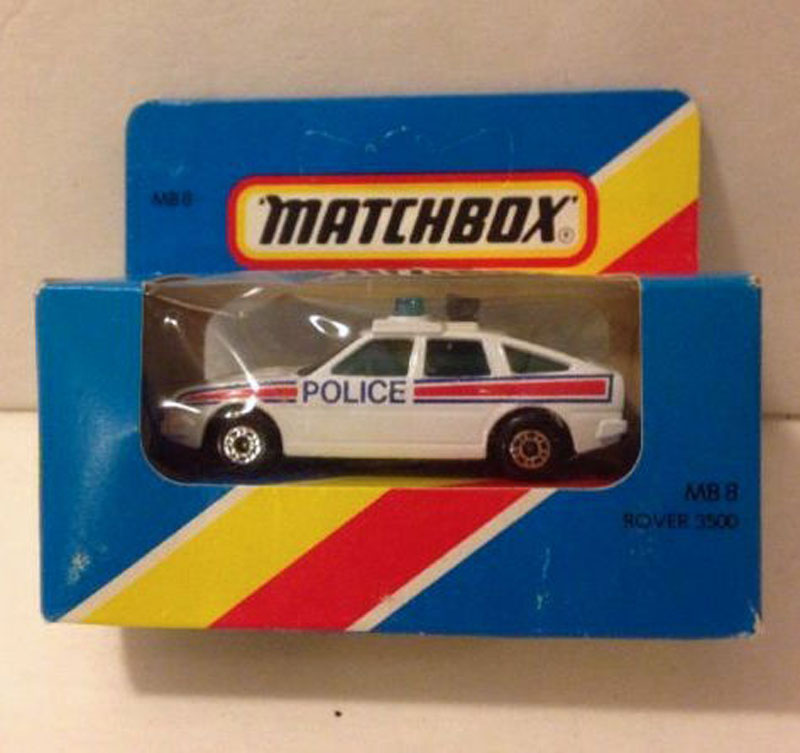 MB 8
'MATCHBOX'®
POLICE
MB 8
ROVER 3500